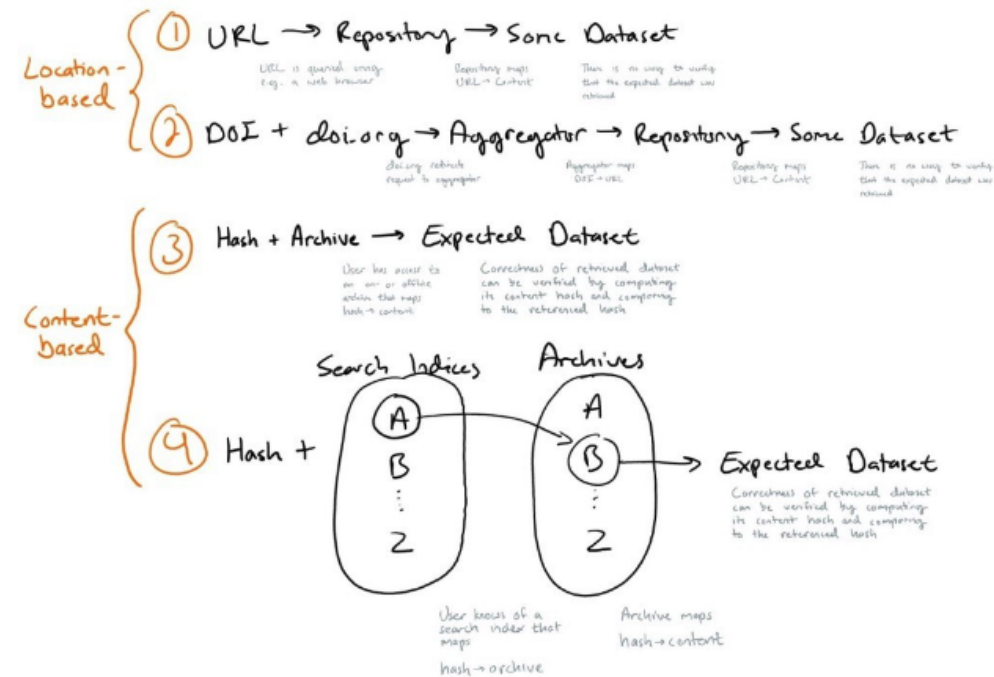 Location-
based
① URL → Repository → Some Dataset
URL is queried using
e.g. a web browser
Repository maps
URL → Content
There is no way to verify
that the expected dataset was
retrieved
② DOI + doi.org → Aggregator → Repository → Some Dataset
doi.org redirects
request to aggregator
Aggregator maps
DOI → URL
Repository maps
URL → Content
There is no way to verify
that the expected dataset was
retrieved
Content-
based
③ Hash + Archive → Expected Dataset
User has access to
an on- or offline
archive that maps
hash → content
Correctness of retrieved dataset
can be verified by computing
its content hash and comparing
to the referenced hash
Search Indices
Archives
④ Hash +
A
B
⋮
Z
A
B
⋮
Z
→ Expected Dataset
Correctness of retrieved dataset
can be verified by computing
its content hash and comparing
to the referenced hash
User knows of a
search index that
maps
hash → archive
Archive maps
hash → content